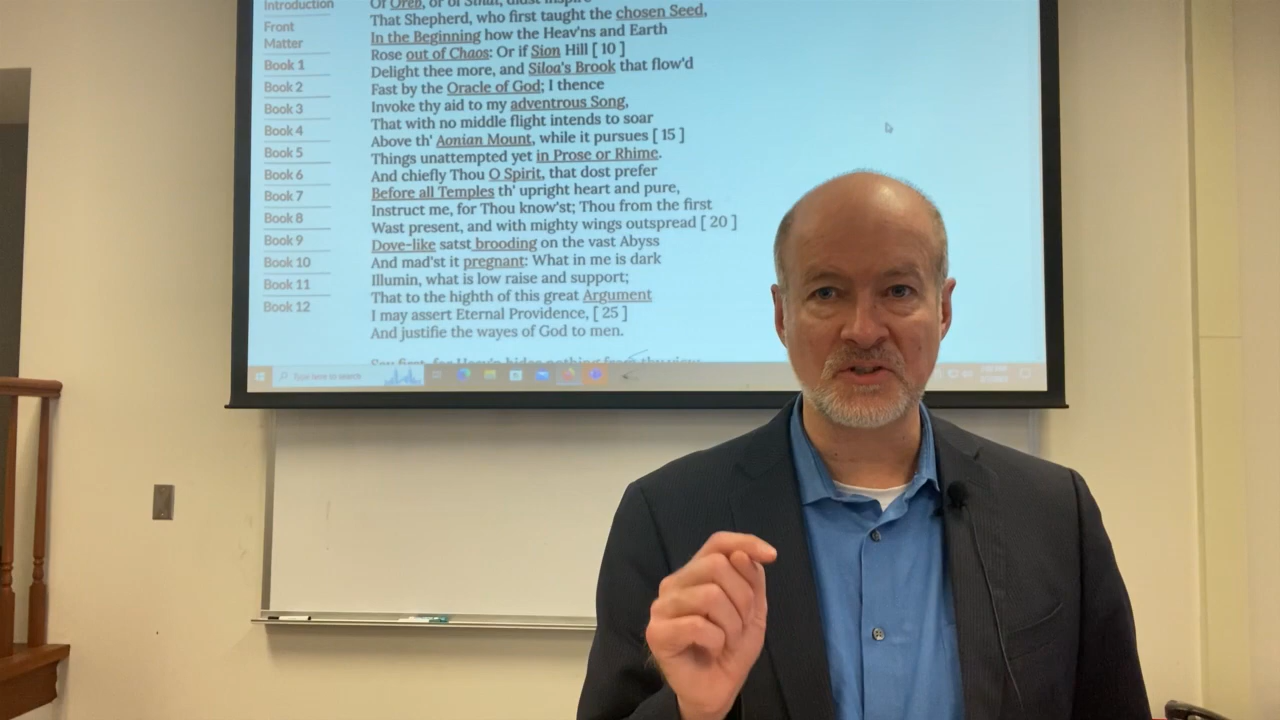 Introduction
Front
Matter
Book 1
Book 2
Book 3
Book 4
Book 5
Book 6
Book 7
Book 8
Book 9
Book 10
Book 11
Book 12
Of Oreb, or of Sinai, didst inspire
That Shepherd, who first taught the chosen Seed,
In the Beginning how the Heav'ns and Earth
Rose out of Chaos: Or if Sion Hill [ 10 ]
Delight thee more, and Siloa's Brook that flow'd
Fast by the Oracle of God; I thence
Invoke thy aid to my adventrous Song,
That with no middle flight intends to soar
Above th' Aonian Mount, while it pursues [ 15 ]
Things unattempted yet in Prose or Rhime.
And chiefly Thou O Spirit, that dost prefer
Before all Temples th' upright heart and pure,
Instruct me, for Thou know'st; Thou from the first
Wast present, and with mighty wings outspread [ 20 ]
Dove-like satst brooding on the vast Abyss
And mad'st it pregnant: What in me is dark
Illumin, what is low raise and support;
That to the highth of this great Argument
I may assert Eternal Providence, [ 25 ]
And justifie the wayes of God to men.
Say first, for Heav'n hides nothing from thy view
Type here to search